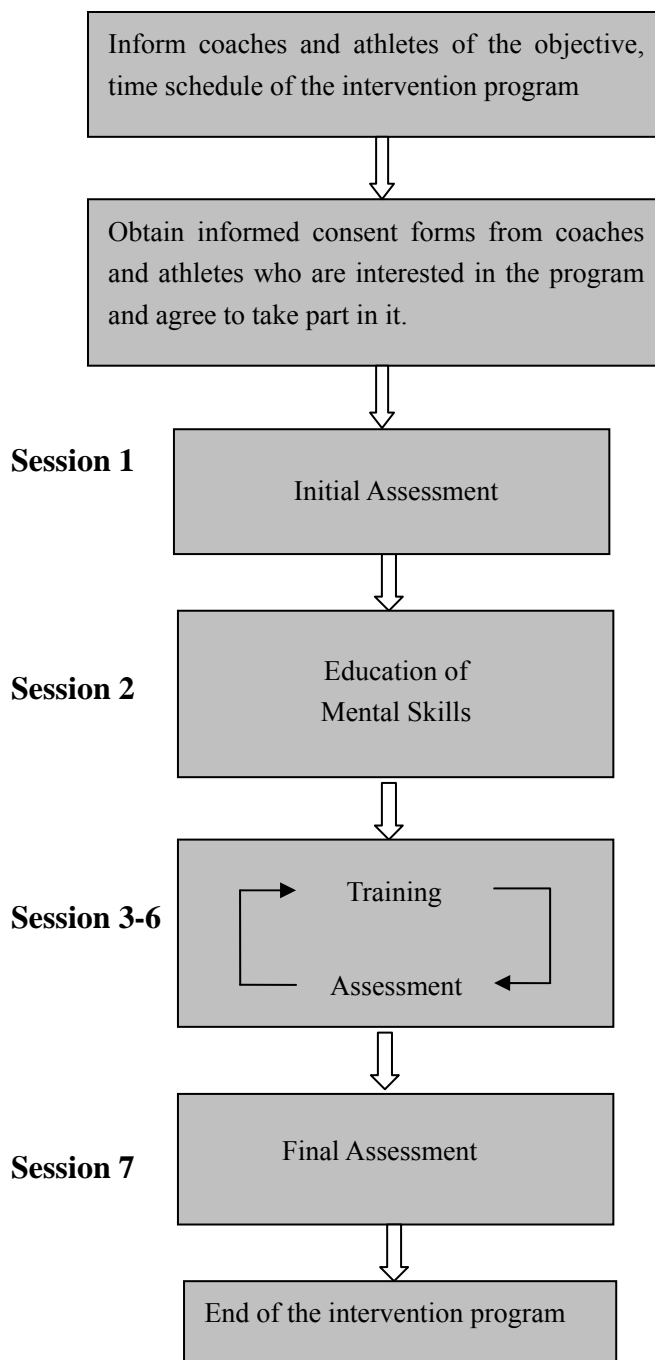 Inform coaches and athletes of the objective,
time schedule of the intervention program
Obtain informed consent forms from coaches
and athletes who are interested in the program
and agree to take part in it.
Session 1
Initial Assessment
Session 2
Education of
Mental Skills
Session 3-6
Training
Assessment
Session 7
Final Assessment
End of the intervention program